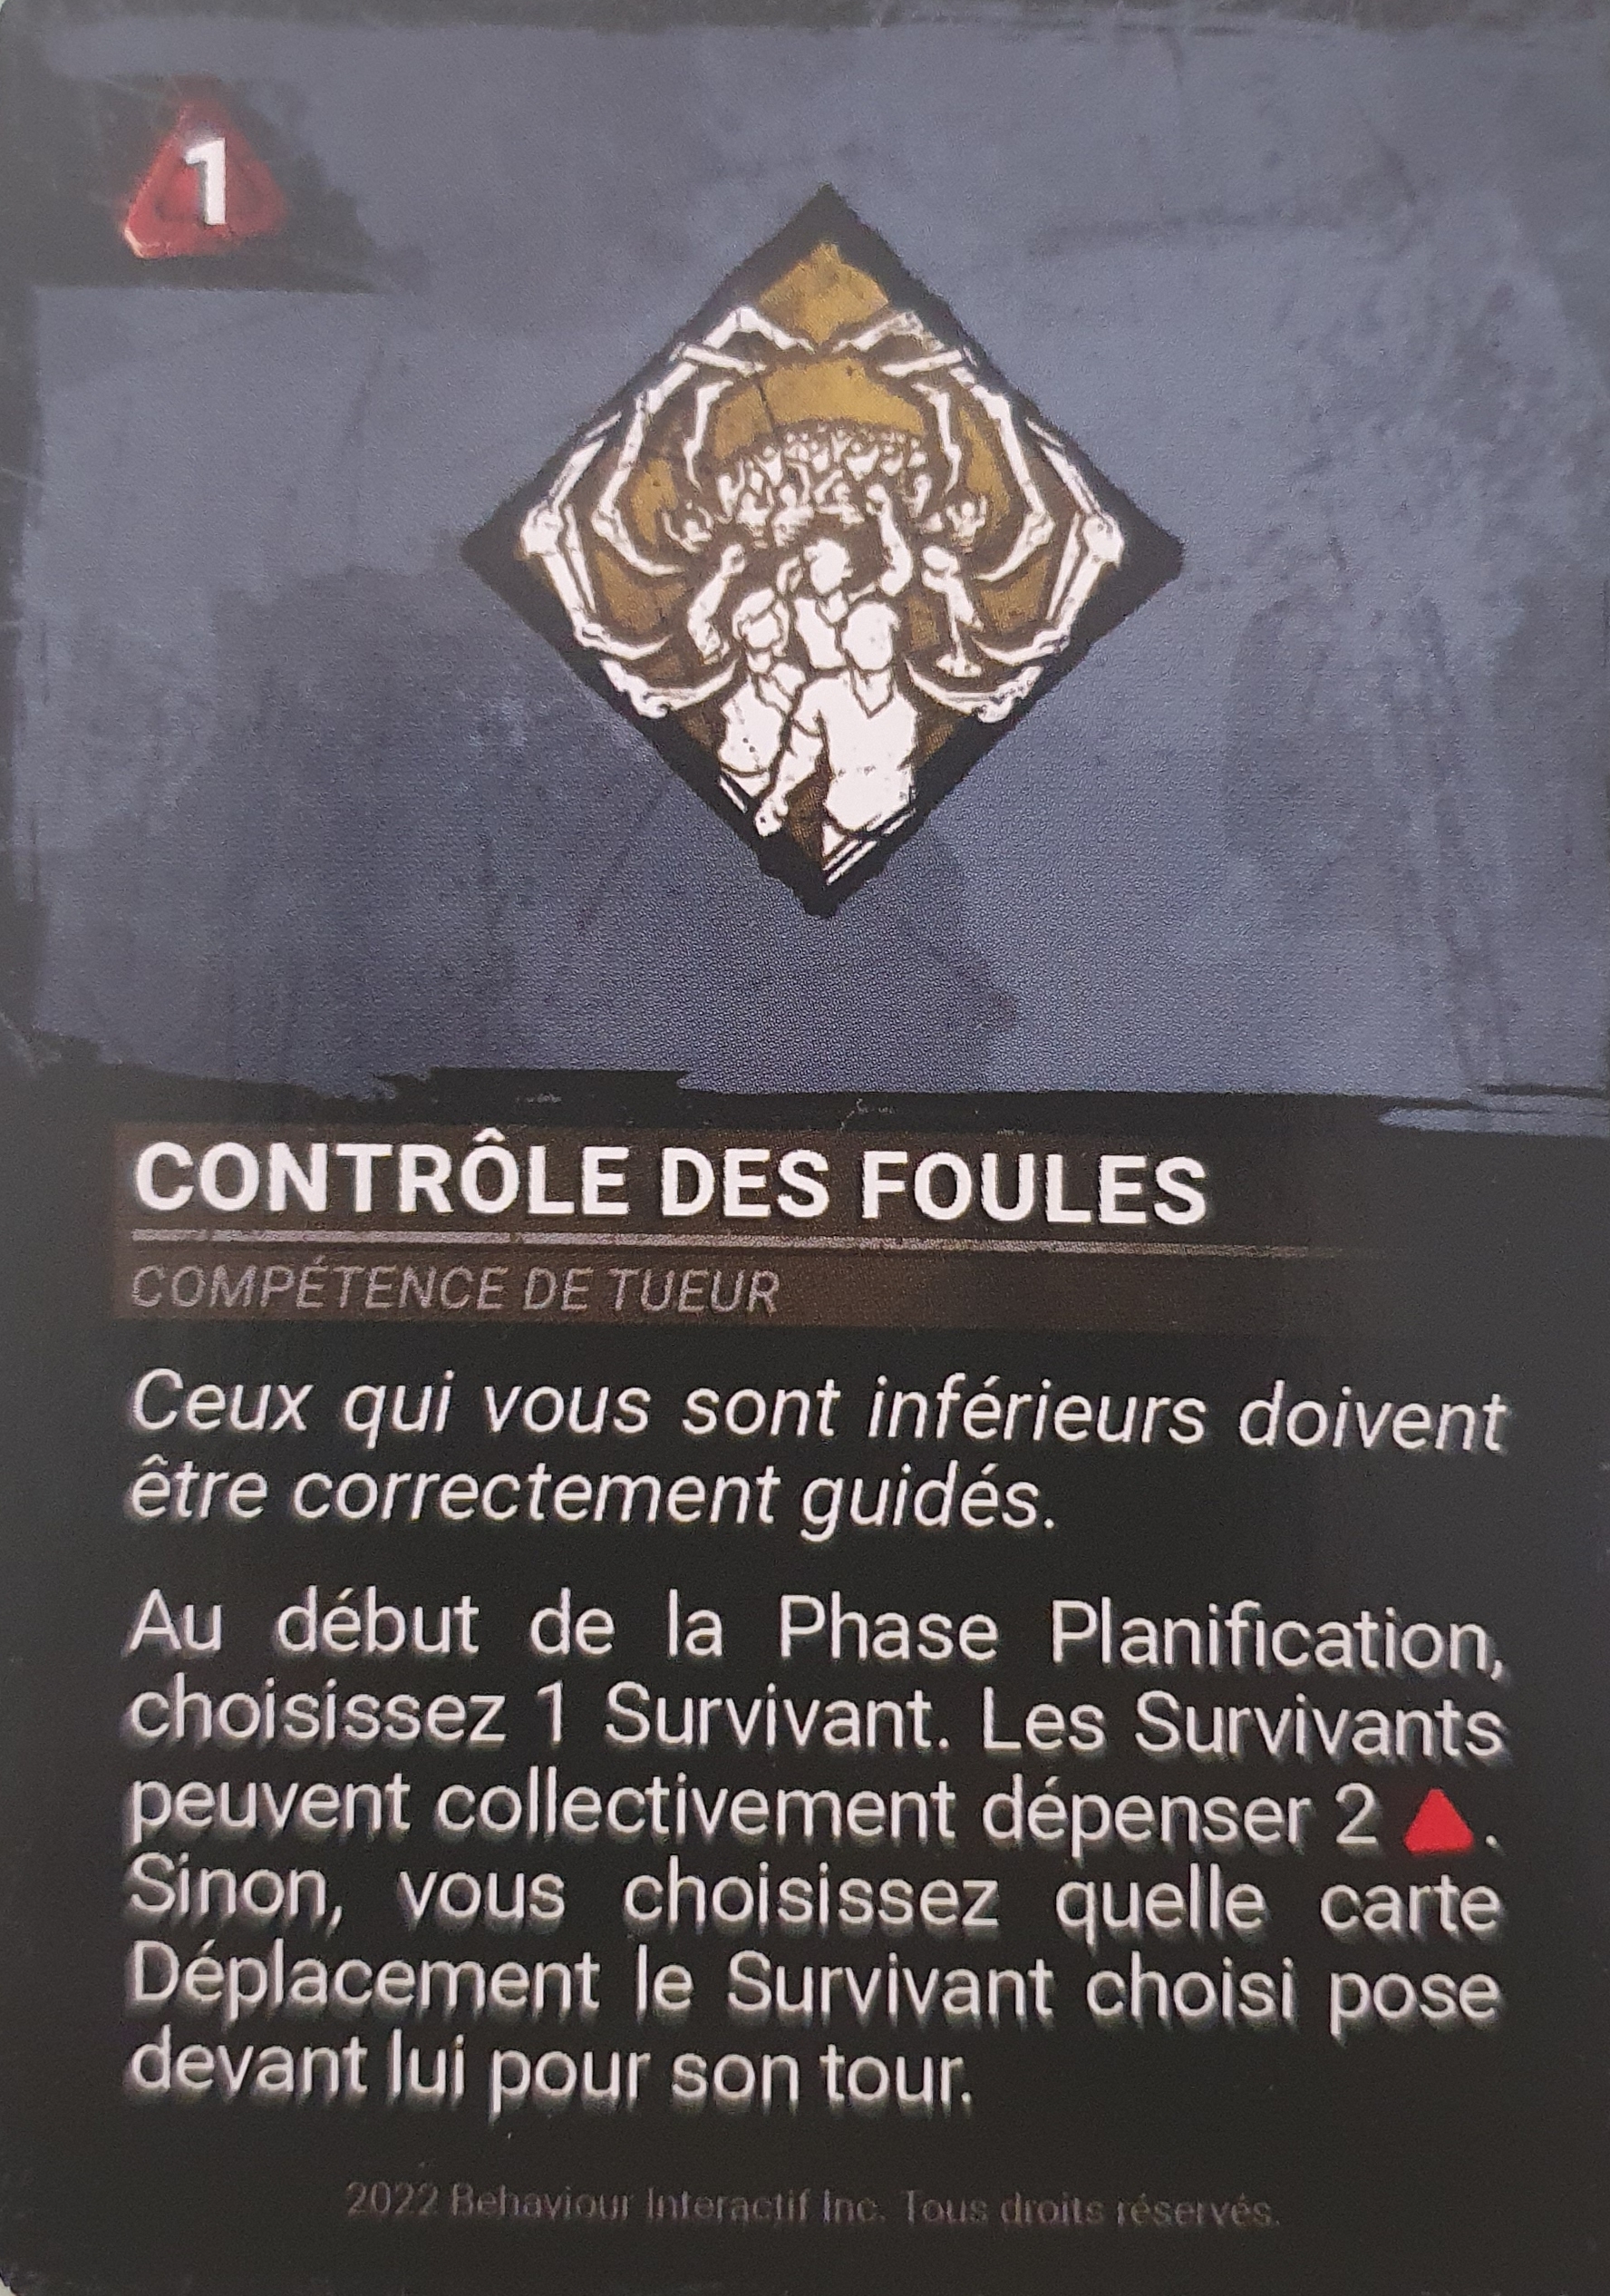 1
CONTRÔLE DES FOULES
COMPÉTENCE DE TUEUR
Ceux qui vous sont inférieurs doivent
être correctement guidés.
Au début de la Phase Planification,
choisissez 1 Survivant. Les Survivants
peuvent collectivement dépenser 2 ▲.
Sinon, vous choisissez quelle carte
Déplacement le Survivant choisi pose
devant lui pour son tour.
2022 Behaviour Interactif Inc. Tous droits réservés.